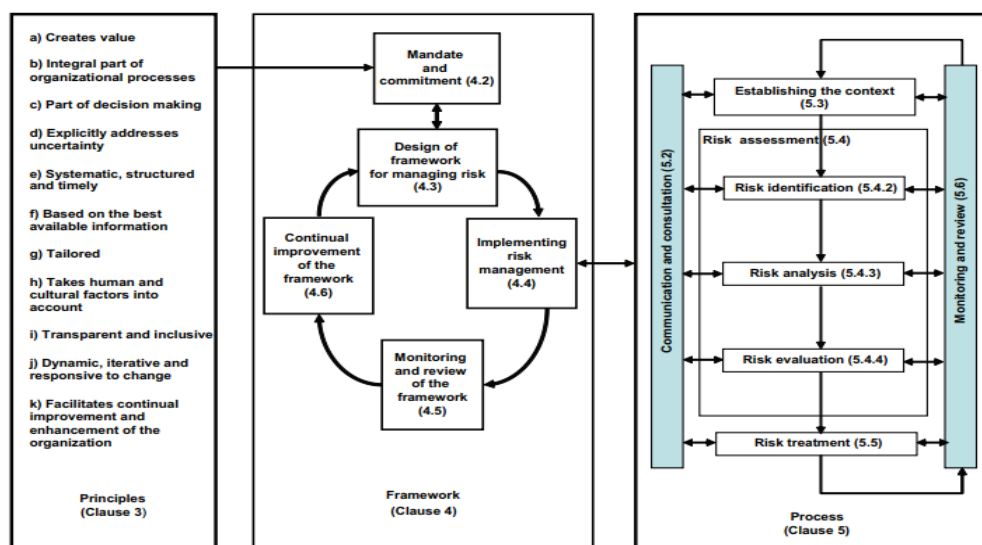 a) Creates value
b) Integral part of
organizational processes
c) Part of decision making
d) Explicitly addresses
uncertainty
e) Systematic, structured
and timely
f) Based on the best
available information
g) Tailored
h) Takes human and
cultural factors into
account
i) Transparent and inclusive
j) Dynamic, iterative and
responsive to change
k) Facilitates continual
improvement and
enhancement of the
organization
Principles
(Clause 3)
Mandate
and
commitment (4.2)
Design of
framework
for managing risk
(4.3)
Continual
improvement
of the
framework
(4.6)
Implementing
risk
management
(4.4)
Monitoring
and review
of the
framework
(4.5)
Framework
(Clause 4)
Communication and consultation (5.2)
Establishing the context
(5.3)
Risk assessment (5.4)
Risk identification (5.4.2)
Risk analysis (5.4.3)
Risk evaluation (5.4.4)
Risk treatment (5.5)
Monitoring and review (5.6)
Process
(Clause 5)